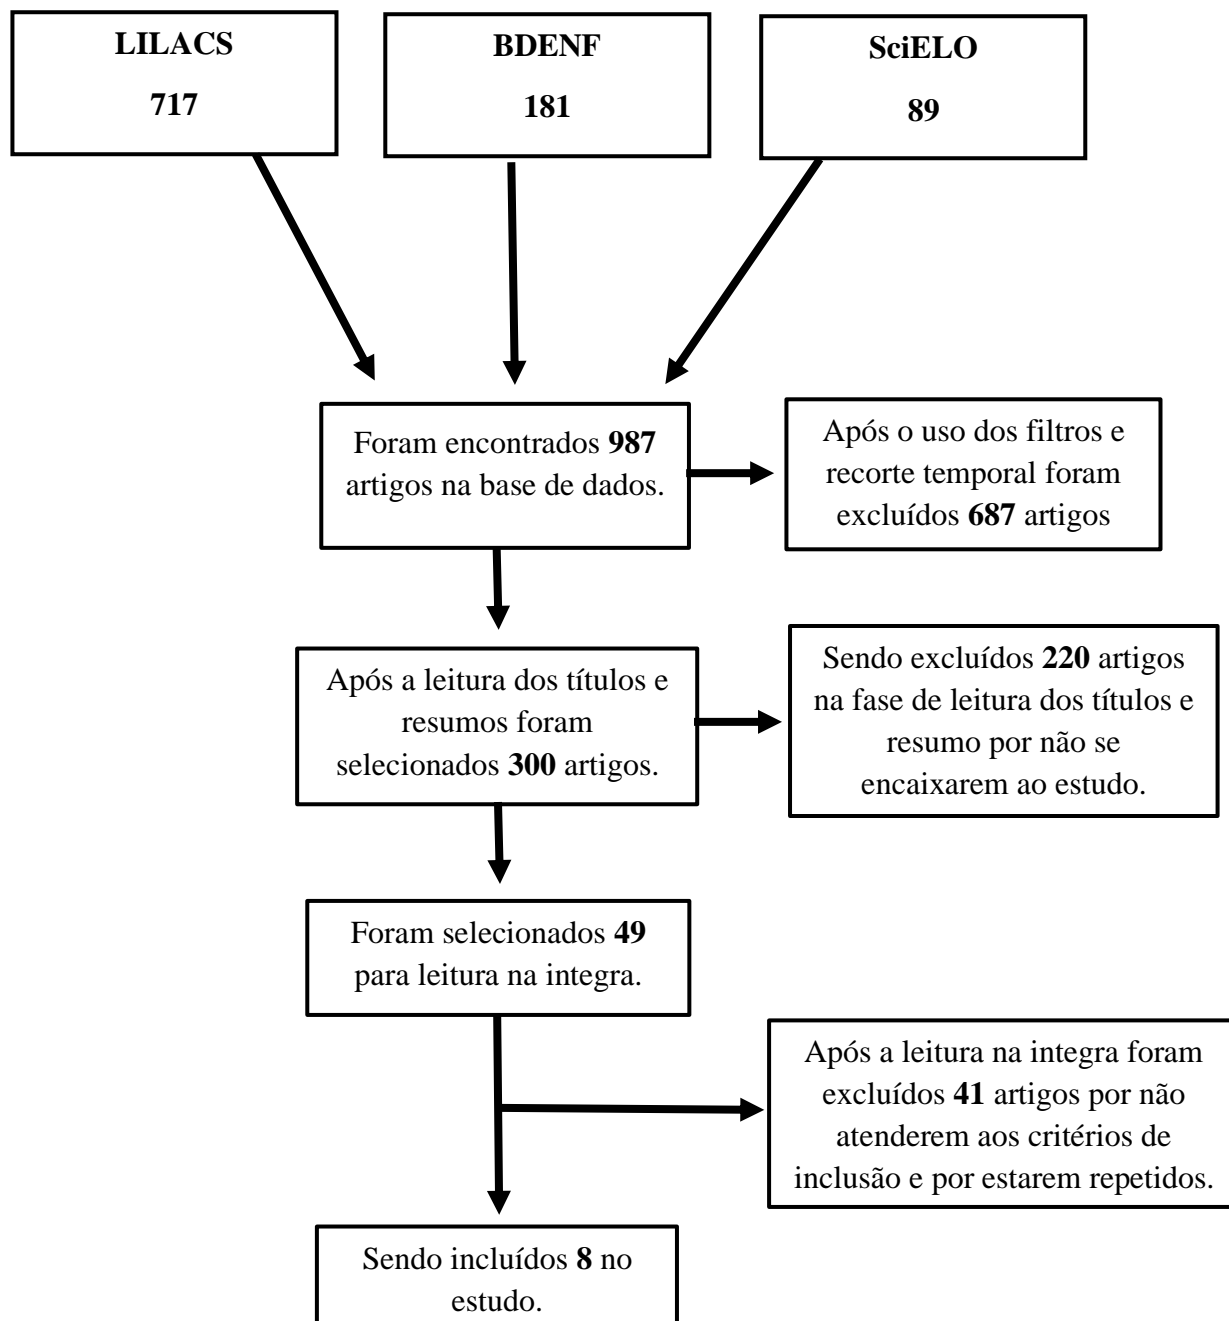 LILACS
717
BDENF
181
SciELO
89
Foram encontrados 987
artigos na base de dados.
Após o uso dos filtros e
recorte temporal foram
excluídos 687 artigos
Após a leitura dos títulos e
resumos foram
selecionados 300 artigos.
Sendo excluídos 220 artigos
na fase de leitura dos títulos e
resumo por não se
encaixarem ao estudo.
Foram selecionados 49
para leitura na integra.
Após a leitura na integra foram
excluídos 41 artigos por não
atenderem aos critérios de
inclusão e por estarem repetidos.
Sendo incluídos 8 no
estudo.